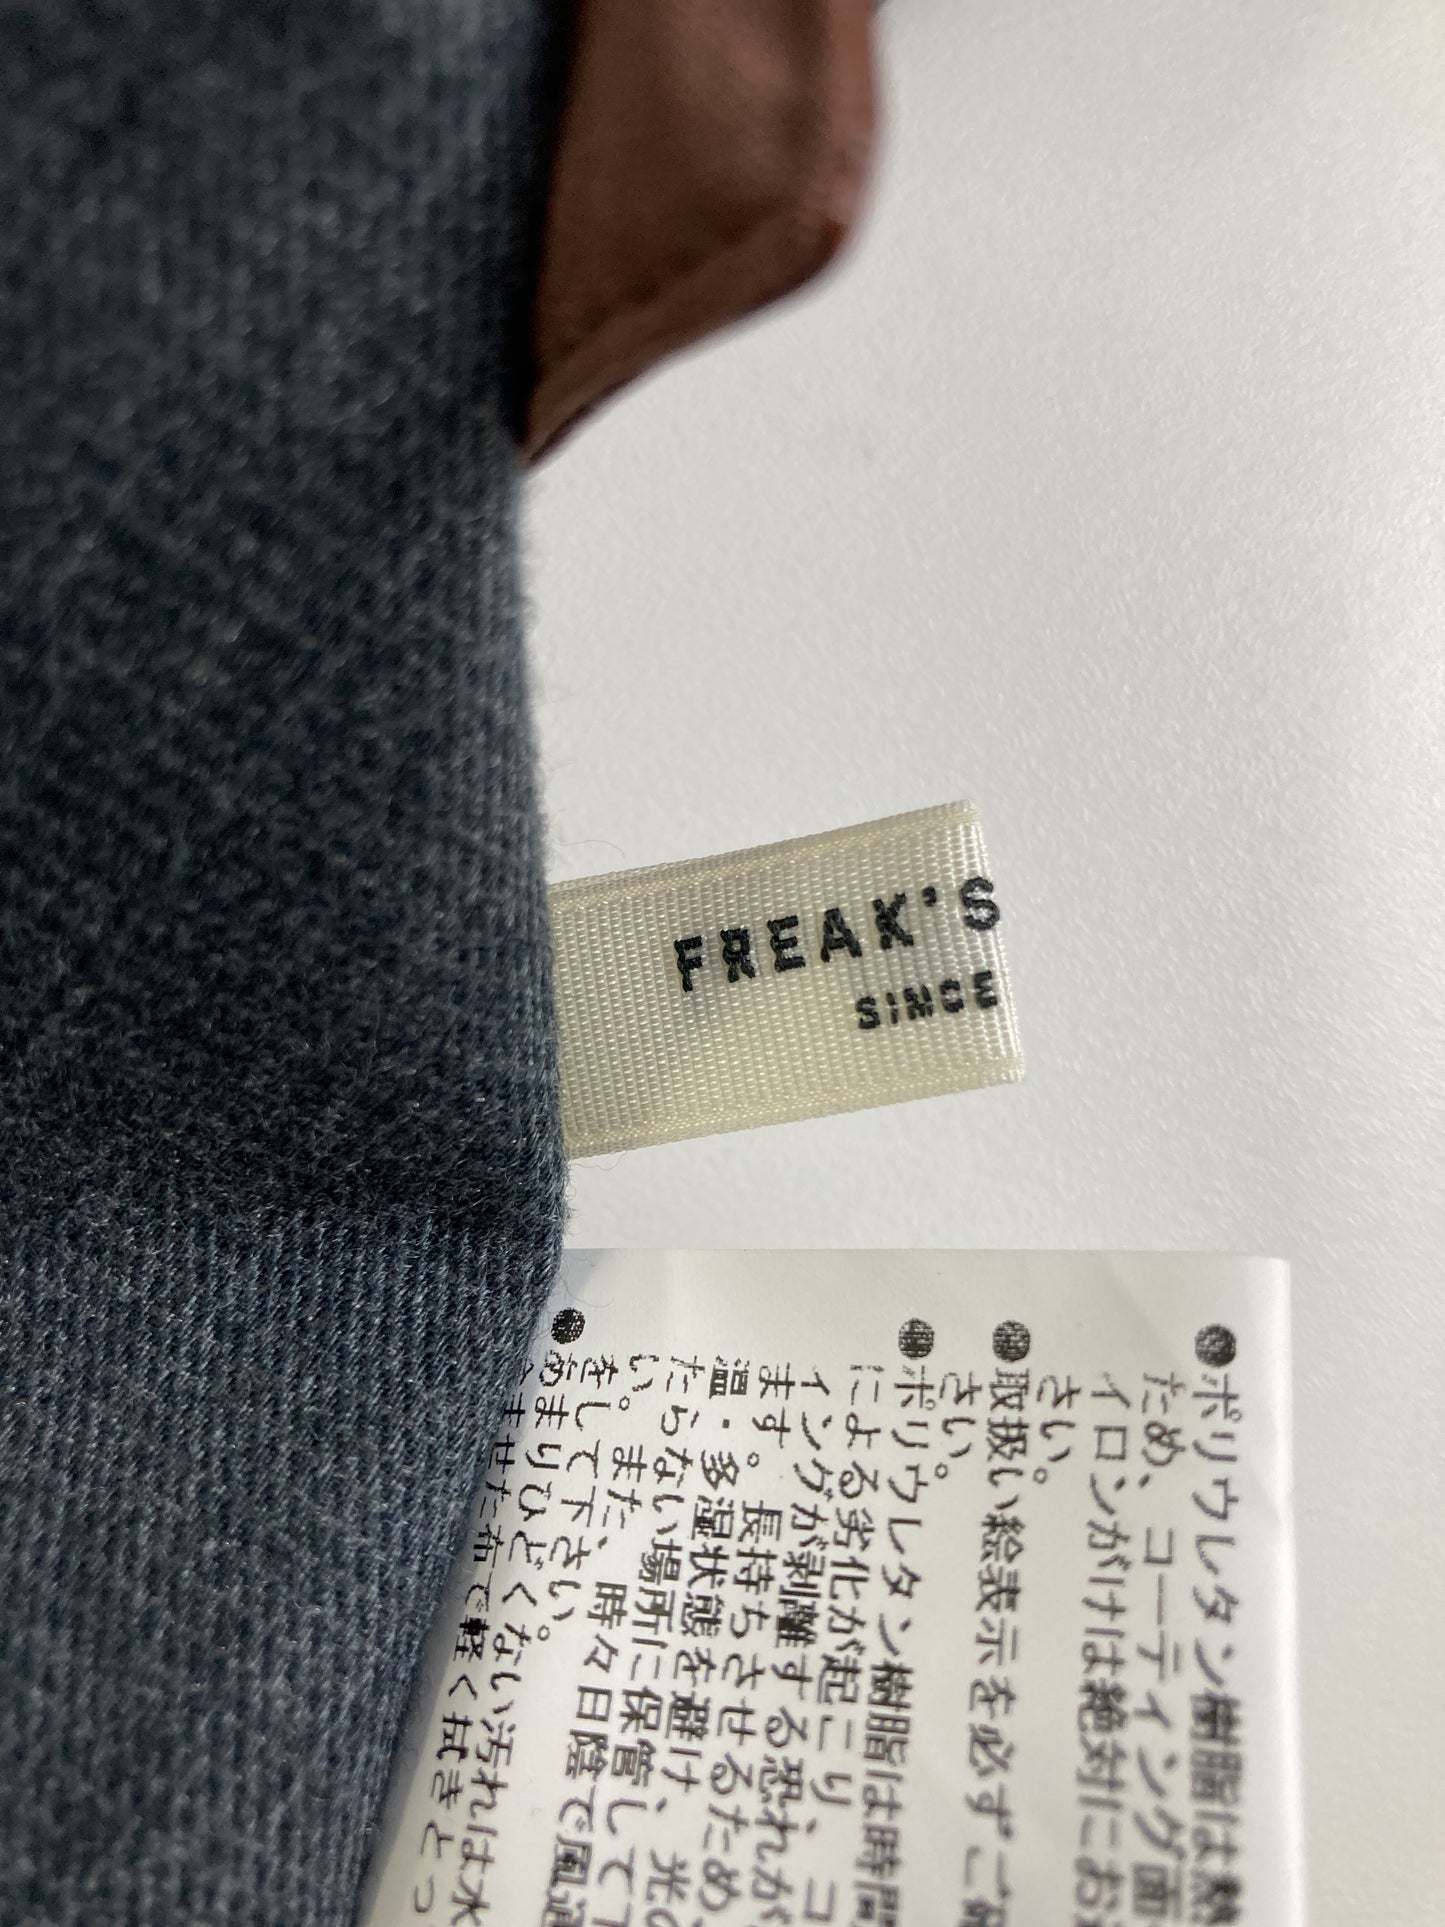 FREAK'S
SINCE
●ポリウレタン樹脂は熱
ため、コーティング面
イロンがけは絶対にお
さい。
●取扱い絵表示を必ずご確
さい。
●ポリウレタン樹脂は時間
による劣化が起こり、コ
ィングが剥離する恐れが
ます。長持ちさせるため
温・多湿状態を避け、光の
たらない場所に保管して下
い。また、時々日陰で風通
をして下さい。
●あまりひどくない汚れは水
せた布で軽く拭きとっ